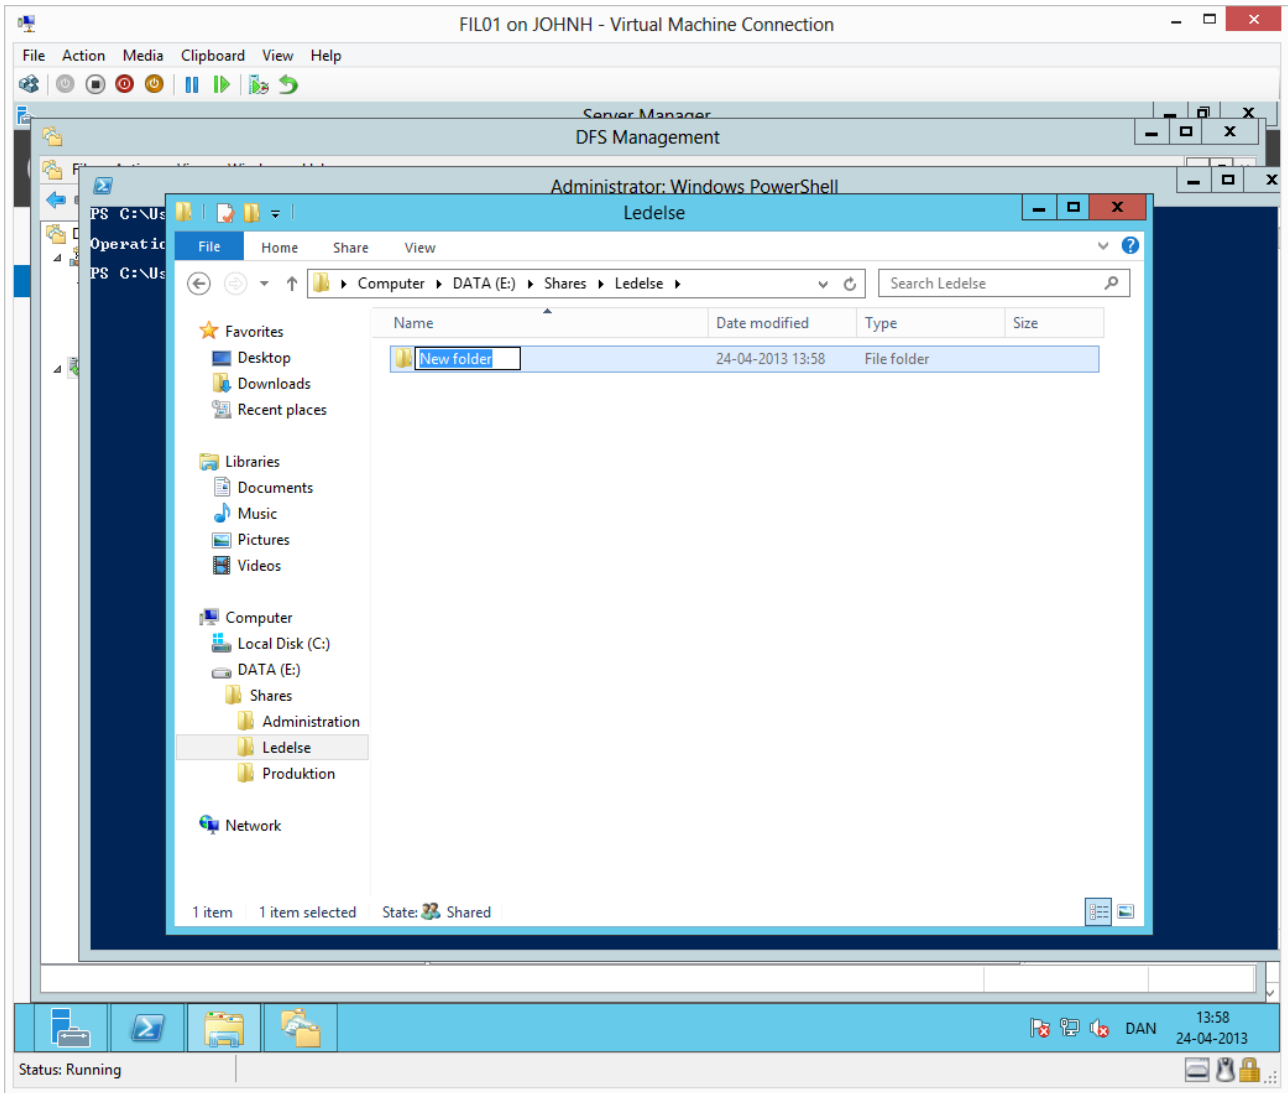 FIL01 on JOHNH - Virtual Machine Connection
File Action Media Clipboard View Help
Server Manager
DFS Management
Administrator: Windows PowerShell
PS C:\Us
Ledelse
Operatio
File Home Share View
PS C:\Us
Computer DATA (E:) Shares Ledelse
Search Ledelse
Name Date modified Type Size
New folder 24-04-2013 13:58 File folder
Favorites
Desktop
Downloads
Recent places
Libraries
Documents
Music
Pictures
Videos
Computer
Local Disk (C:)
DATA (E:)
Shares
Administration
Ledelse
Produktion
Network
1 item 1 item selected State: Shared
DAN
13:58
24-04-2013
Status: Running